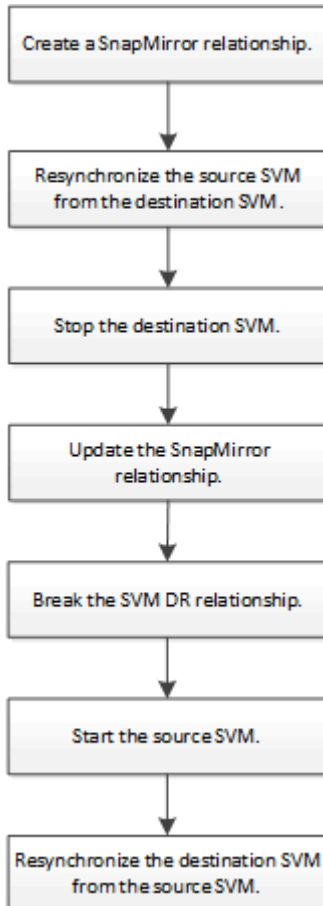 Create a SnapMirror relationship.
Resynchronize the source SVM
from the destination SVM.
Stop the destination SVM.
Update the SnapMirror
relationship.
Break the SVM DR relationship.
Start the source SVM.
Resynchronize the destination SVM
from the source SVM.